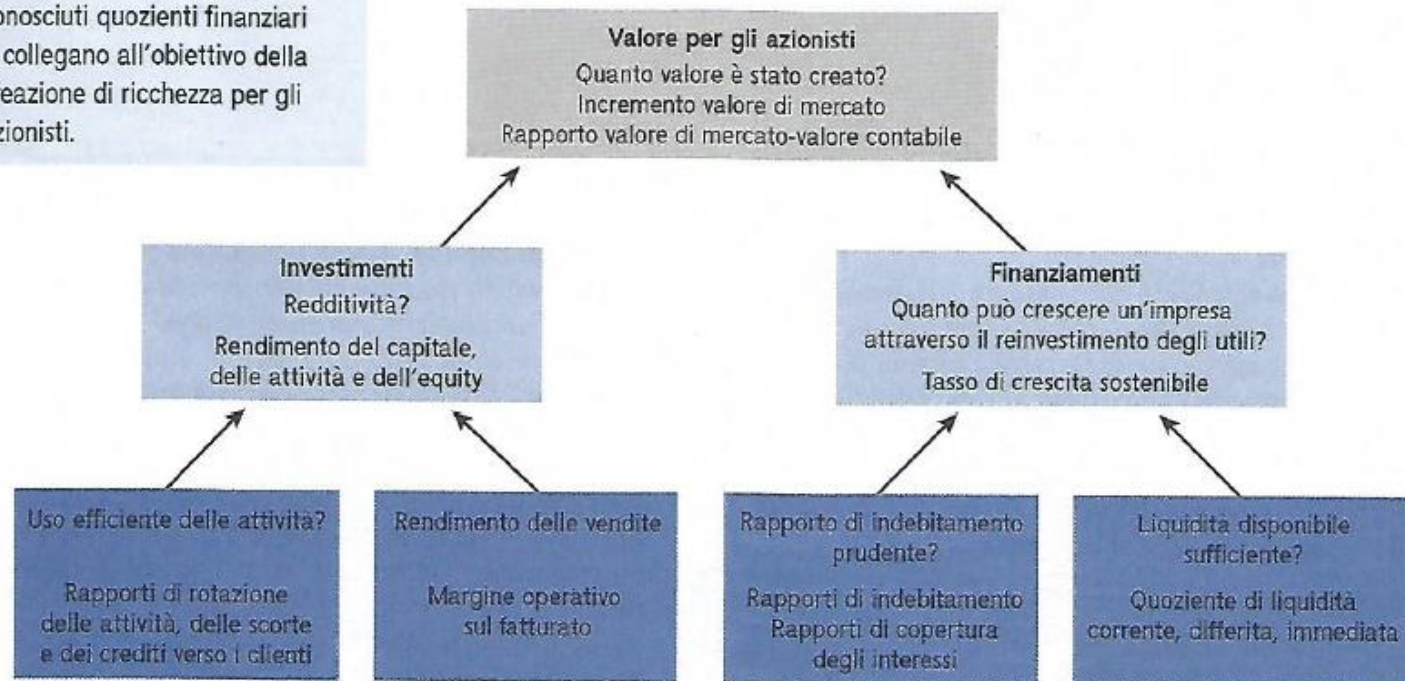 onosciuti quozienti finanziari
collegano all'obiettivo della
reazione di ricchezza per gli
zionisti.
Valore per gli azionisti
Quanto valore è stato creato?
Incremento valore di mercato
Rapporto valore di mercato-valore contabile
Investimenti
Redditività?
Rendimento del capitale,
delle attività e dell'equity
Finanziamenti
Quanto può crescere un'impresa
attraverso il reinvestimento degli utili?
Tasso di crescita sostenibile
Uso efficiente delle attività?
Rapporti di rotazione
delle attività, delle scorte
e dei crediti verso i clienti
Rendimento delle vendite
Margine operativo
sul fatturato
Rapporto di indebitamento
prudente?
Rapporti di indebitamento
Rapporti di copertura
degli interessi
Liquidità disponibile
sufficiente?
Quoziente di liquidità
corrente, differita, immediata